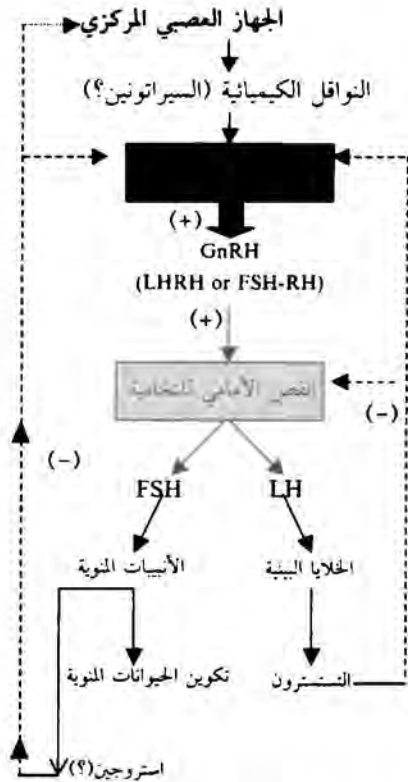 الجهاز العصبي المركزي
النواقل الكيميائية (السيراتونين؟)
(+)
GnRH
(LHRH or FSH-RH)
(+)
الفص الأمامي للنخامية
(-)
(-)
FSH LH
الأنبيبات المنوية الخلايا البينية
تكوين الحيوانات المنوية التستسترون
استروجين(؟)